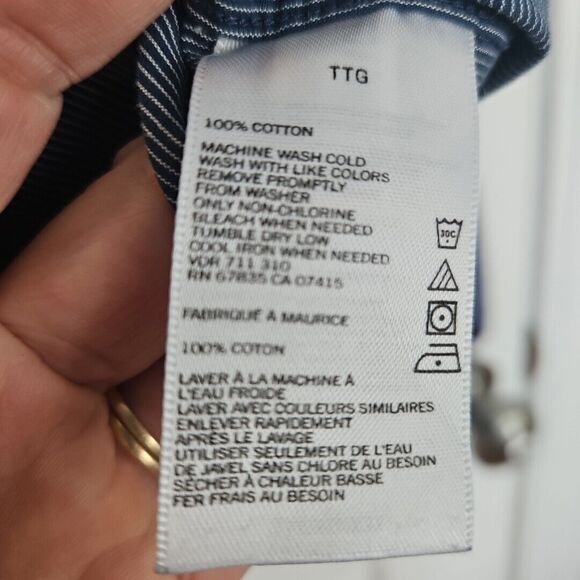 TTG
100% COTTON
MACHINE WASH COLD
WASH WITH LIKE COLORS
REMOVE PROMPTLY
FROM WASHER
ONLY NON-CHLORINE
BLEACH WHEN NEEDED
TUMBLE DRY LOW
COOL IRON WHEN NEEDED
VDR 711 310
RN 67835 CA 07415
30C
FABRIQUÉ À MAURICE
100% COTON
LAVER À LA MACHINE À
L'EAU FROIDE
LAVER AVEC COULEURS SIMILAIRES
ENLEVER RAPIDEMENT
APRÈS LE LAVAGE
UTILISER SEULEMENT DE L'EAU
DE JAVEL SANS CHLORE AU BESOIN
SÉCHER À CHALEUR BASSE
FER FRAIS AU BESOIN